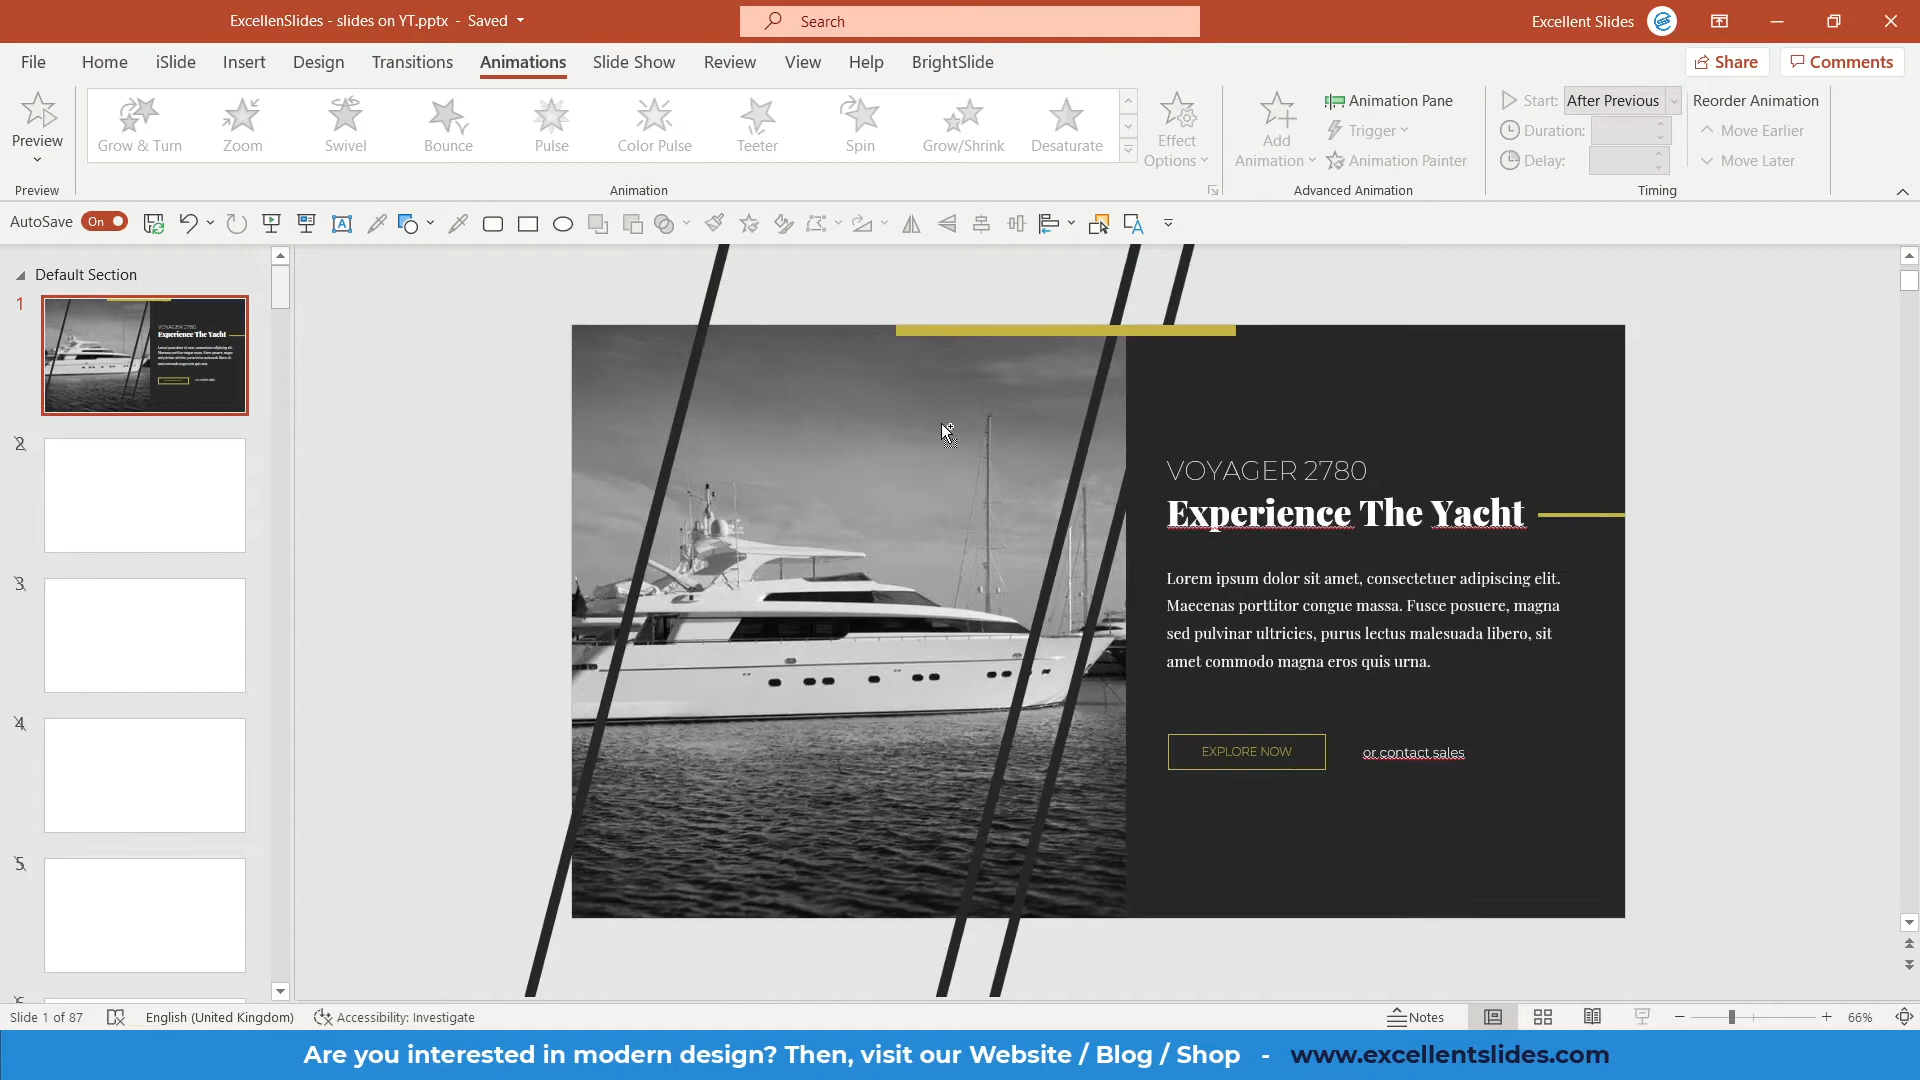 ExcellenSlides - slides on YT.pptx - Saved
Search
Excellent Slides
File Home iSlide Insert Design Transitions Animations Slide Show Review View Help BrightSlide
Share Comments
Preview
Grow & Turn Zoom Swivel Bounce Pulse Color Pulse Teeter Spin Grow/Shrink Desaturate
Effect
Options
Add
Animation
Animation Pane
Trigger
Animation Painter
Start: After Previous
Duration:
Delay:
Reorder Animation
Move Earlier
Move Later
Preview Animation Advanced Animation Timing
AutoSave On
Default Section
1
2
3
4
5
6
VOYAGER 2780
Experience The Yacht
Lorem ipsum dolor sit amet, consectetuer adipiscing elit.
Maecenas porttitor congue massa. Fusce posuere, magna
sed pulvinar ultricies, purus lectus malesuada libero, sit
amet commodo magna eros quis urna.
EXPLORE NOW or contact sales
Slide 1 of 87 English (United Kingdom) Accessibility: Investigate Notes 66%
Are you interested in modern design? Then, visit our Website / Blog / Shop - www.excellentslides.com